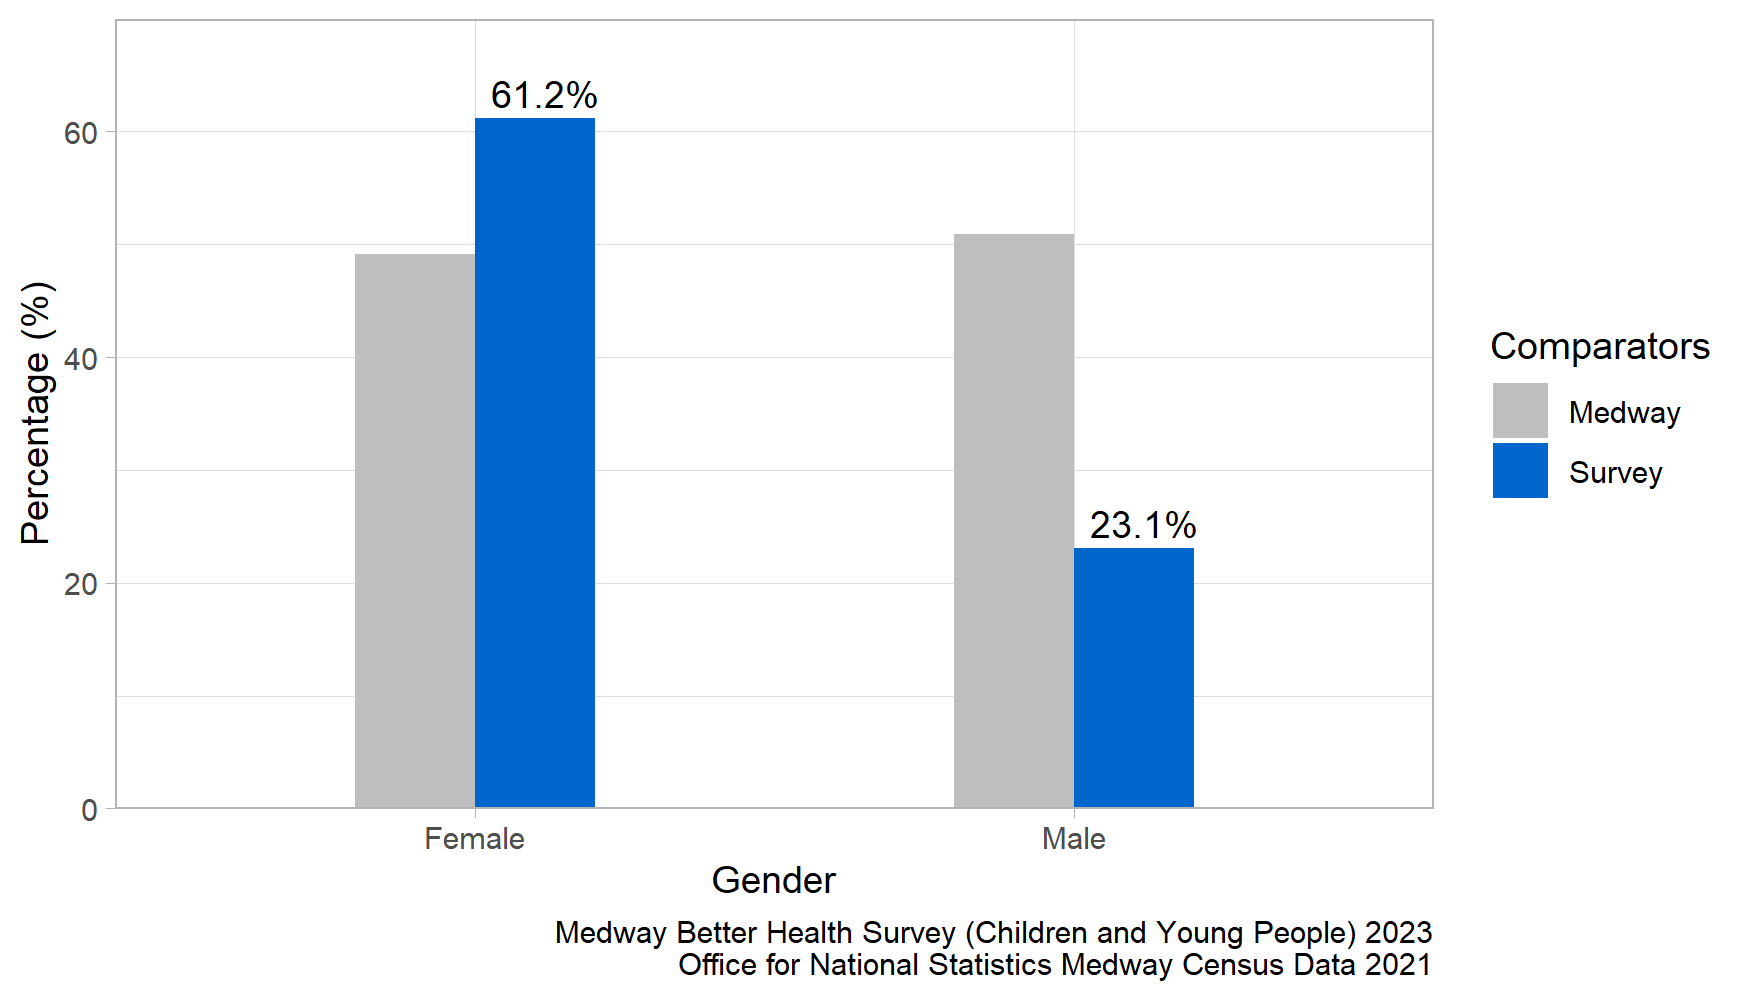 61.2%
60
40
20
0
23.1%
Percentage (%)
Female
Male
Gender
Comparators
Medway
Survey
Medway Better Health Survey (Children and Young People) 2023
Office for National Statistics Medway Census Data 2021